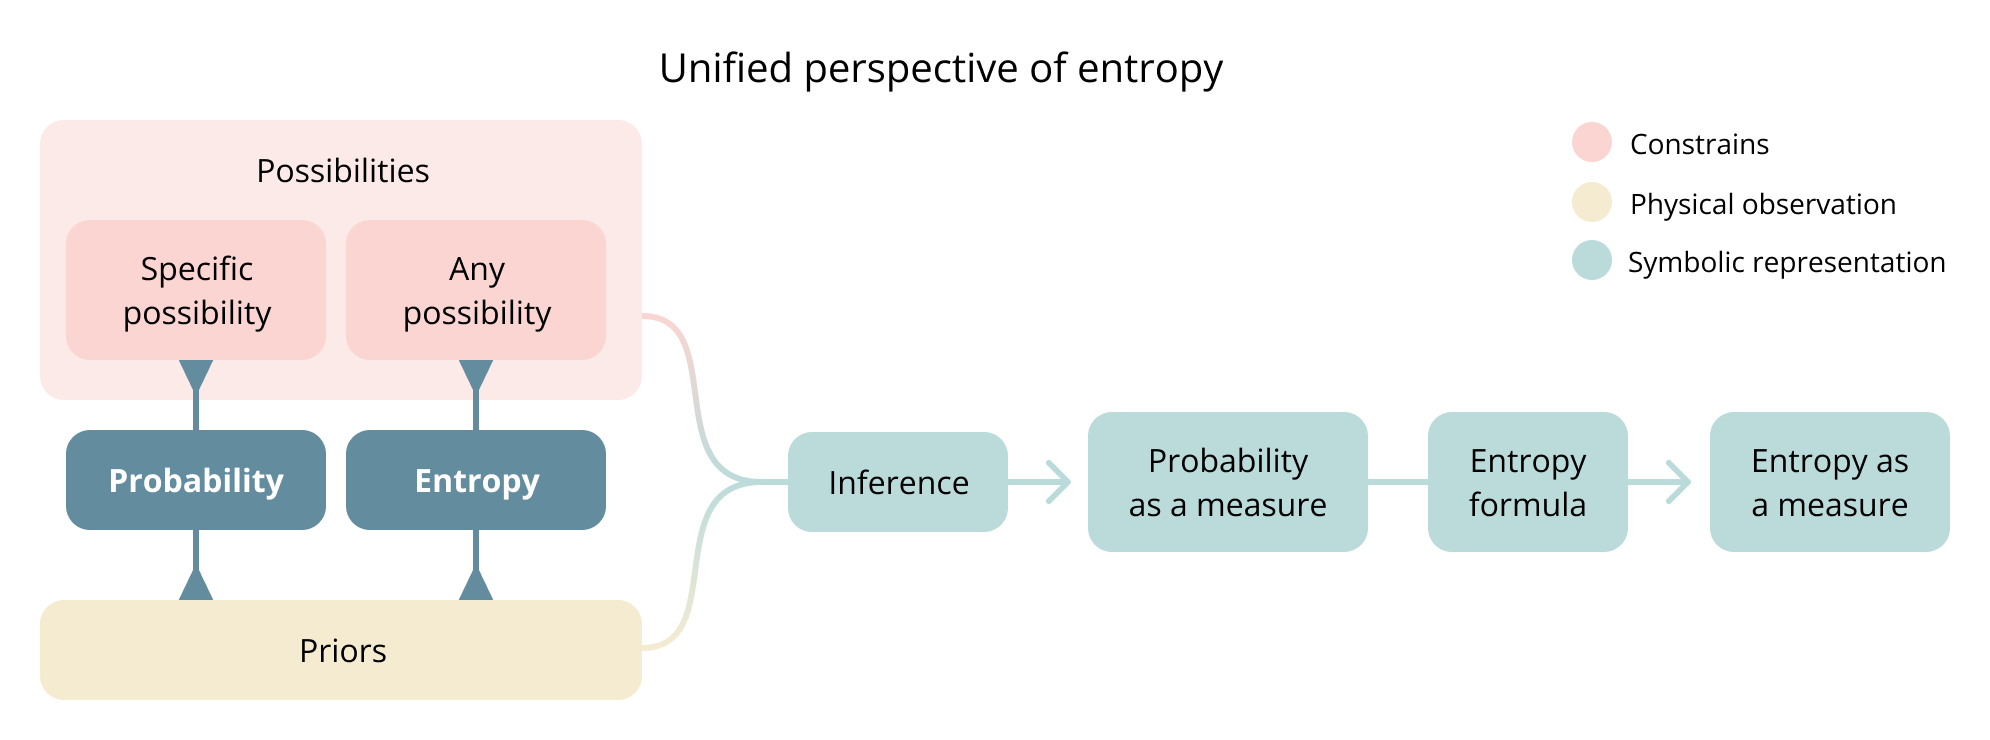 Unified perspective of entropy
Possibilities
Specific
possibility
Any
possibility
Probability
Entropy
Priors
Inference
Probability
as a measure
Entropy
formula
Entropy as
a measure
Constrains
Physical observation
Symbolic representation